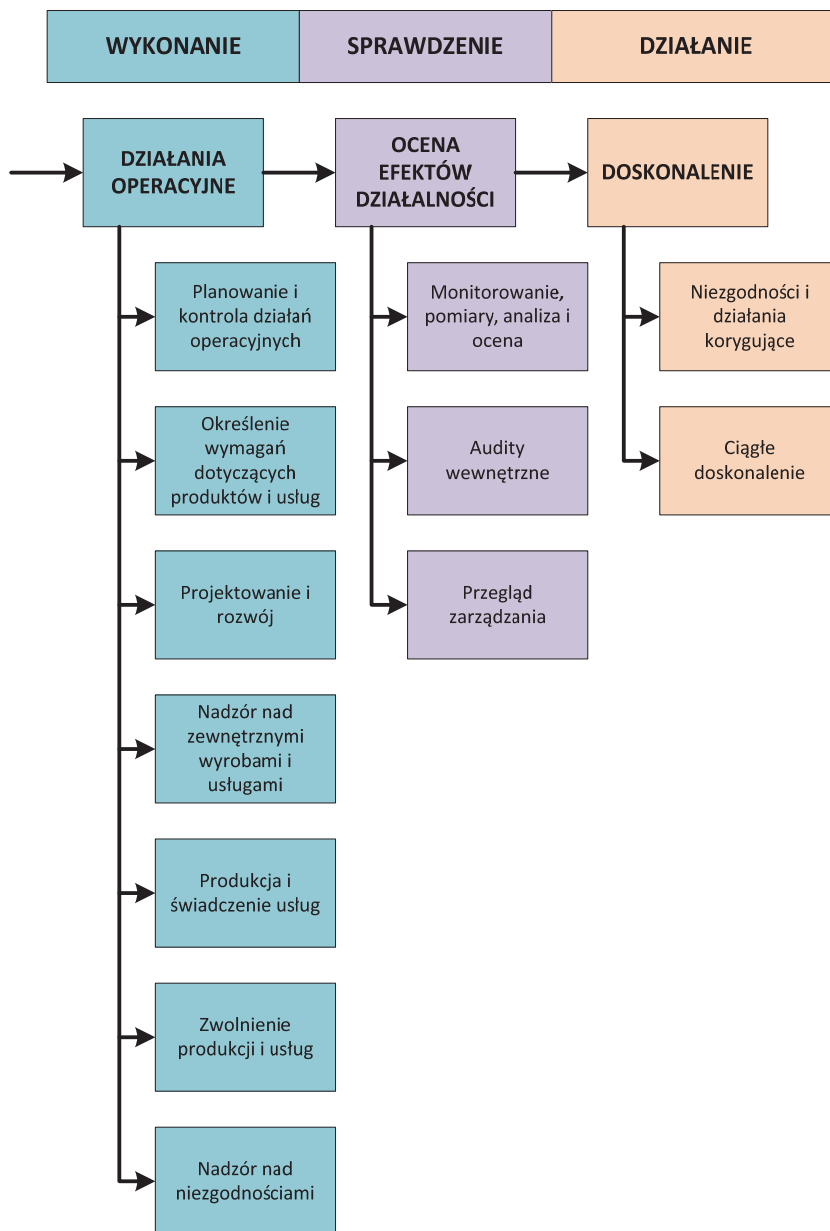 WYKONANIE
SPRAWDZENIE
DZIAŁANIE
DZIAŁANIA
OPERACYJNE
OCENA
EFEKTÓW
DZIAŁALNOŚCI
DOSKONALENIE
Planowanie i
kontrola działań
operacyjnych
Określenie
wymagań
dotyczących
produktów i usług
Projektowanie i
rozwój
Nadzór nad
zewnętrznymi
wyrobami i
usługami
Produkcja i
świadczenie usług
Zwolnienie
produkcji i usług
Nadzór nad
niezgodnościami
Monitorowanie,
pomiary, analiza i
ocena
Audity
wewnętrzne
Przegląd
zarządzania
Niezgodności i
działania
korygujące
Ciągłe
doskonalenie